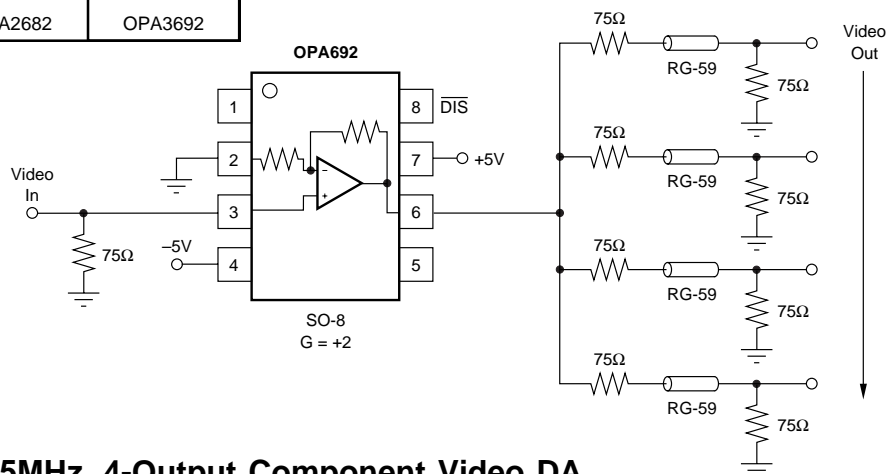 OPA3692
OPA692
1
2
3
4
8 DIS
7 +5V
6
5
Video
In
75Ω
–5V
SO-8
G = +2
75Ω
RG-59
75Ω
75Ω
RG-59
75Ω
75Ω
RG-59
75Ω
75Ω
RG-59
75Ω
Video
Out
4-Output Component Video DA